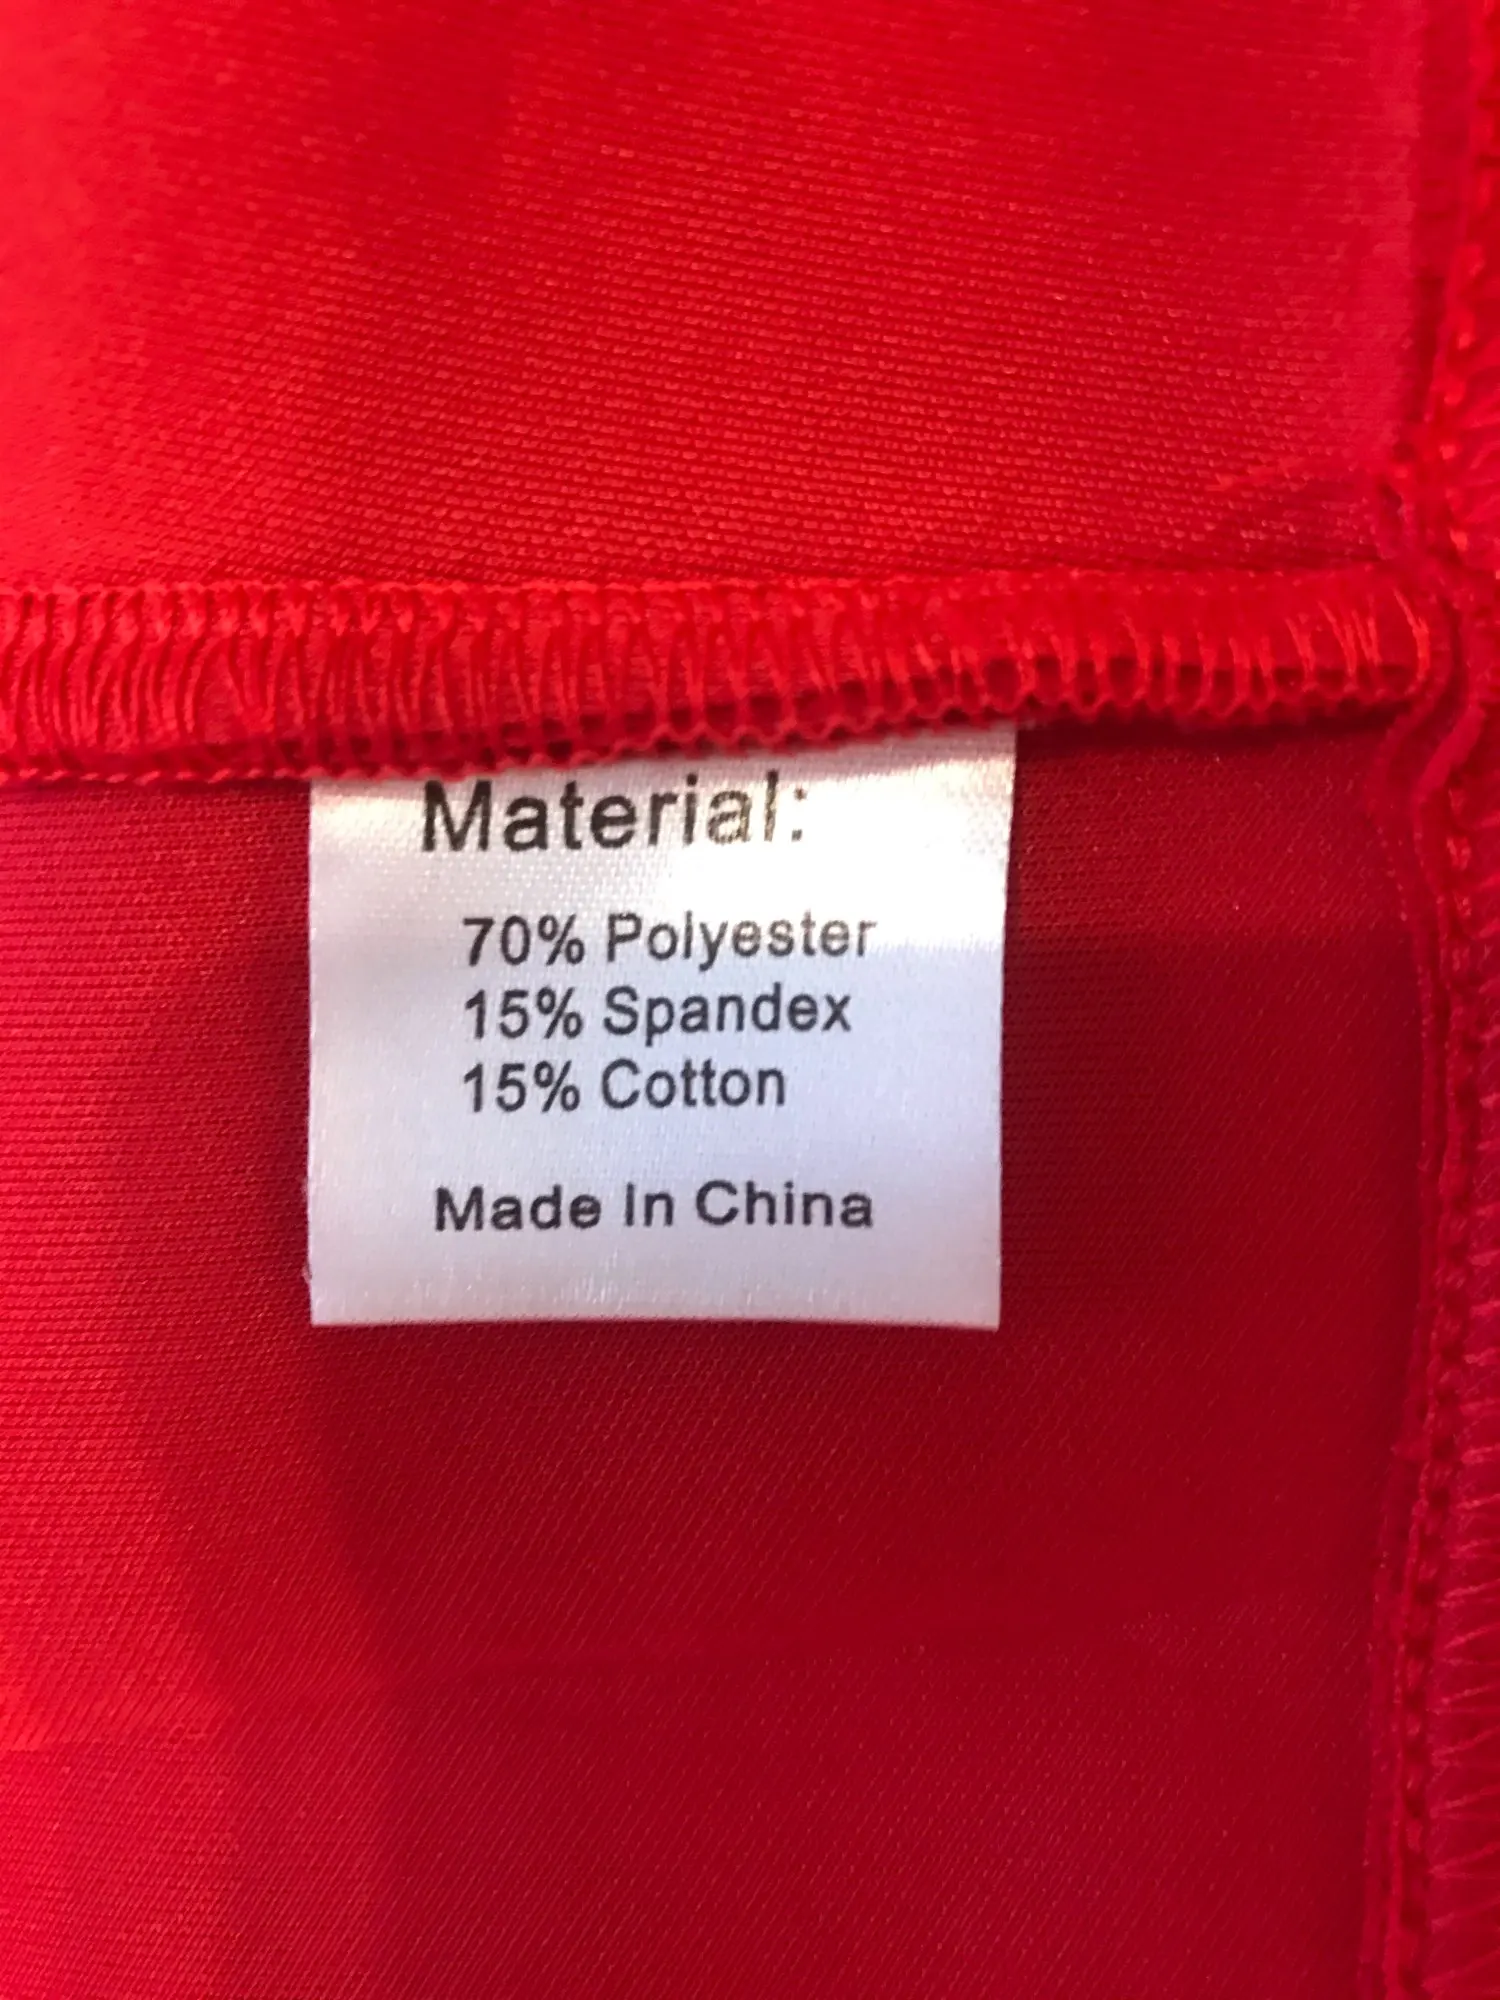 Material:
70% Polyester
15% Spandex
15% Cotton
Made In China